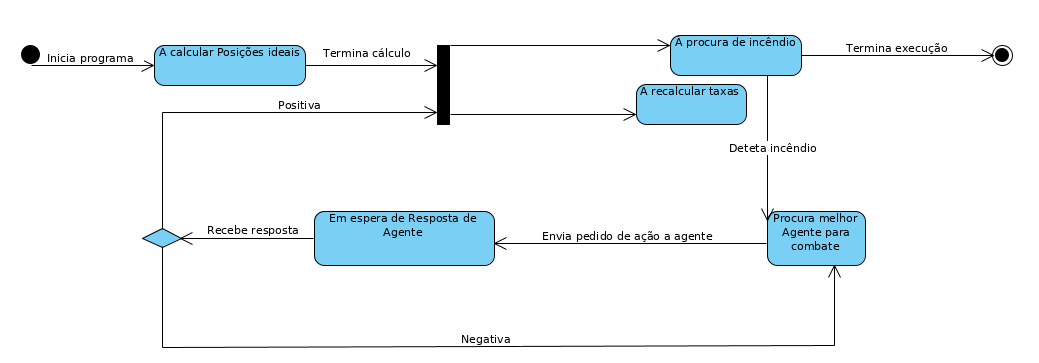 Inicia programa
A calcular Posições ideais
Termina cálculo
A procura de incêndio
Termina execução
A recalcular taxas
Positiva
Deteta incêndio
Procura melhor
Agente para
combate
Envia pedido de ação a agente
Em espera de Resposta de
Agente
Recebe resposta
Negativa